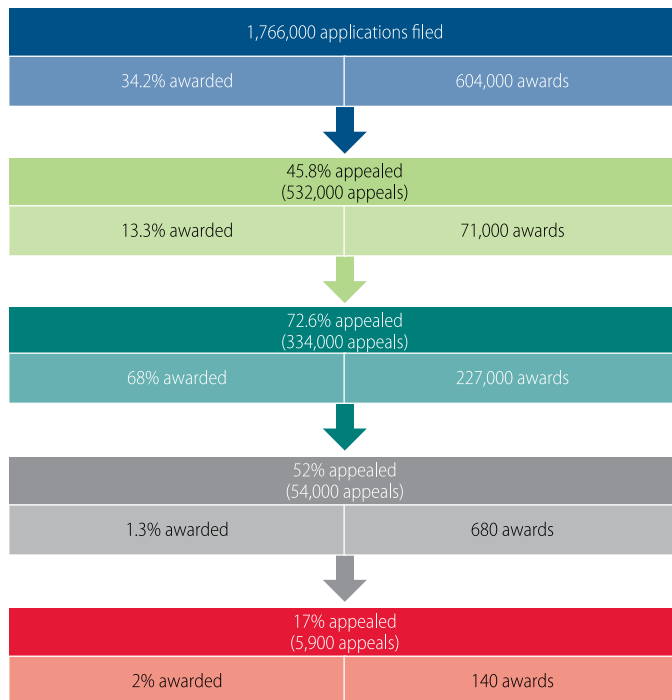 1,766,000 applications filed
34.2% awarded
604,000 awards
45.8% appealed
(532,000 appeals)
13.3% awarded
71,000 awards
72.6% appealed
(334,000 appeals)
68% awarded
227,000 awards
52% appealed
(54,000 appeals)
1.3% awarded
680 awards
17% appealed
(5,900 appeals)
2% awarded
140 awards